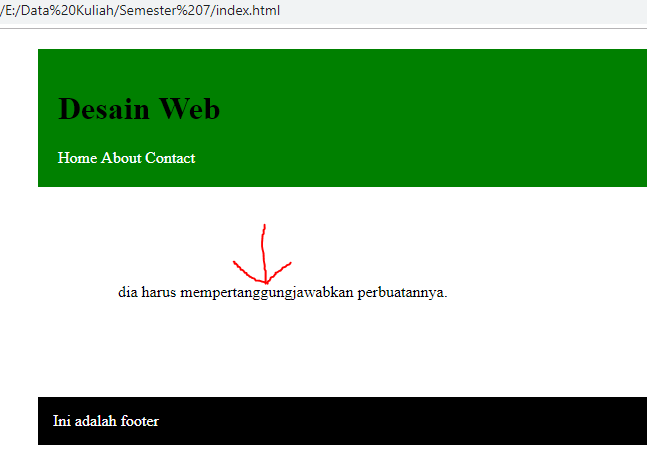 /E:/Data%20Kuliah/Semester%207/index.html
Desain Web
Home About Contact
dia harus mempertanggungjawabkan perbuatannya.
Ini adalah footer